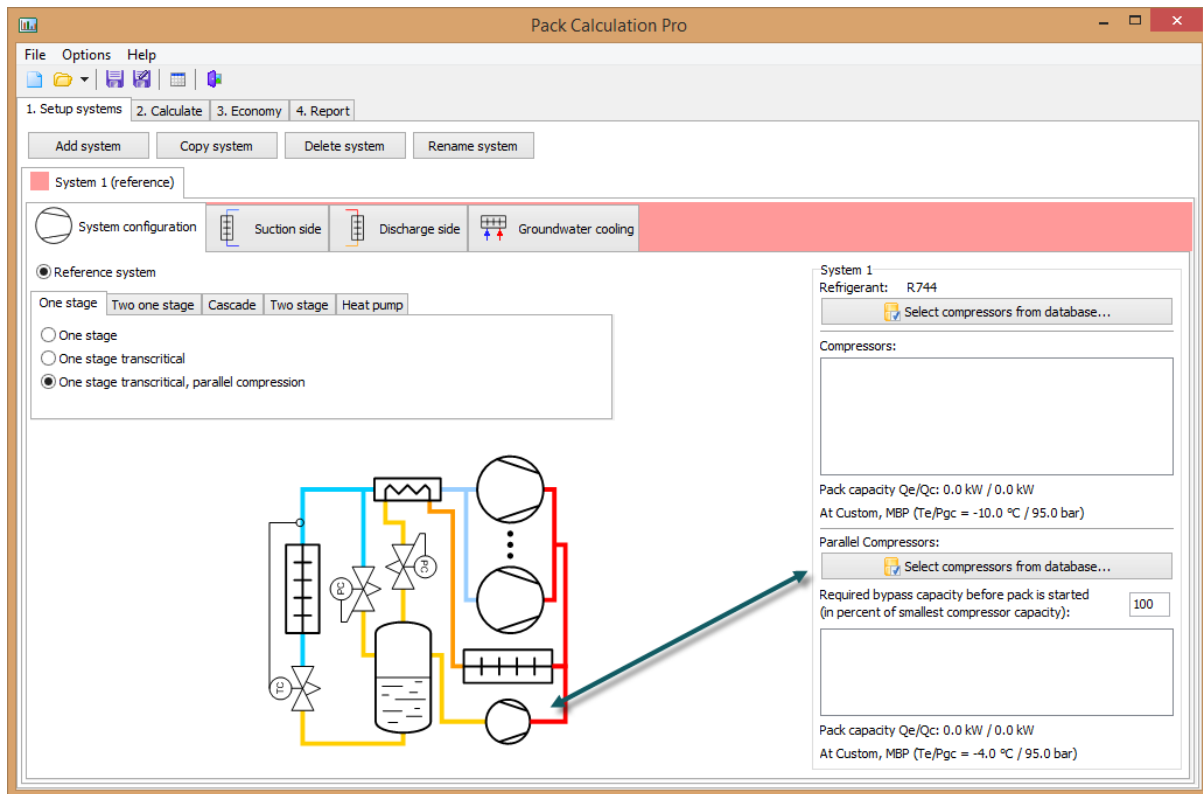 Pack Calculation Pro
File Options Help
1. Setup systems 2. Calculate 3. Economy 4. Report
Add system Copy system Delete system Rename system
System 1 (reference)
System configuration Suction side Discharge side Groundwater cooling
Reference system
One stage Two one stage Cascade Two stage Heat pump
One stage
One stage transcritical
One stage transcritical, parallel compression
PC
PC
TC
System 1
Refrigerant: R744
Select compressors from database...
Compressors:
Pack capacity Qe/Qc: 0.0 kW / 0.0 kW
At Custom, MBP (Te/Pgc = -10.0 °C / 95.0 bar)
Parallel Compressors:
Select compressors from database...
Required bypass capacity before pack is started
(in percent of smallest compressor capacity): 100
Pack capacity Qe/Qc: 0.0 kW / 0.0 kW
At Custom, MBP (Te/Pgc = -4.0 °C / 95.0 bar)